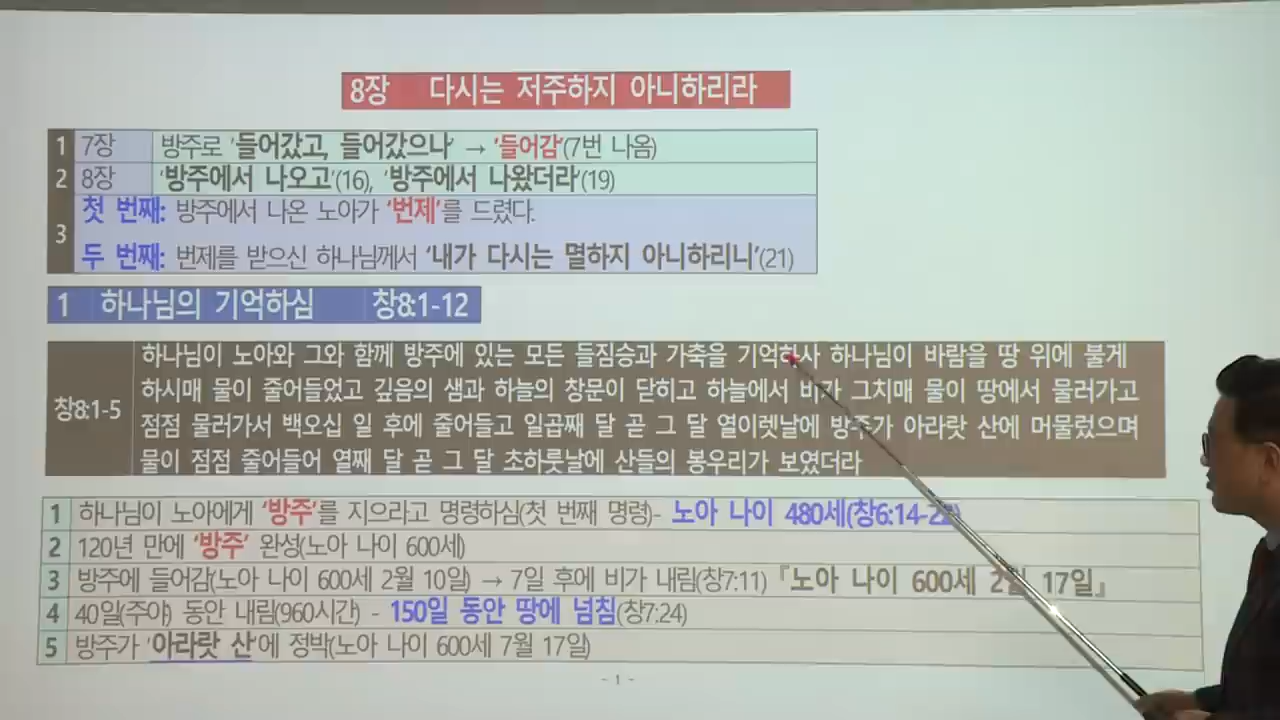 8장 다시는 저주하지 아니하리라
1 7장 방주로 '들어갔고, 들어갔으나' → '들어감'(7번 나옴)
2 8장 '방주에서 나오고'(16), '방주에서 나왔더라'(19)
3 첫 번째: 방주에서 나온 노아가 '번제'를 드렸다.
두 번째: 번제를 받으신 하나님께서 '내가 다시는 멸하지 아니하리니'(21)
1 하나님의 기억하심 창8:1-12
창8:1-5
하나님이 노아와 그와 함께 방주에 있는 모든 들짐승과 가축을 기억하사 하나님이 바람을 땅 위에 불게
하시매 물이 줄어들었고 깊음의 샘과 하늘의 창문이 닫히고 하늘에서 비가 그치매 물이 땅에서 물러가고
점점 물러가서 백오십 일 후에 줄어들고 일곱째 달 곧 그 달 열이렛날에 방주가 아라랏 산에 머물렀으며
물이 점점 줄어들어 열째 달 곧 그 달 초하룻날에 산들의 봉우리가 보였더라
1 하나님이 노아에게 '방주'를 지으라고 명령하심(첫 번째 명령)- 노아 나이 480세(창6:14-22)
2 120년 만에 '방주' 완성(노아 나이 600세)
3 방주에 들어감(노아 나이 600세 2월 10일) → 7일 후에 비가 내림(창7:11)『노아 나이 600세 2월 17일』
4 40일(주야) 동안 내림(960시간) - 150일 동안 땅에 넘침(창7:24)
5 방주가 '아라랏 산'에 정박(노아 나이 600세 7월 17일)
- 1 -